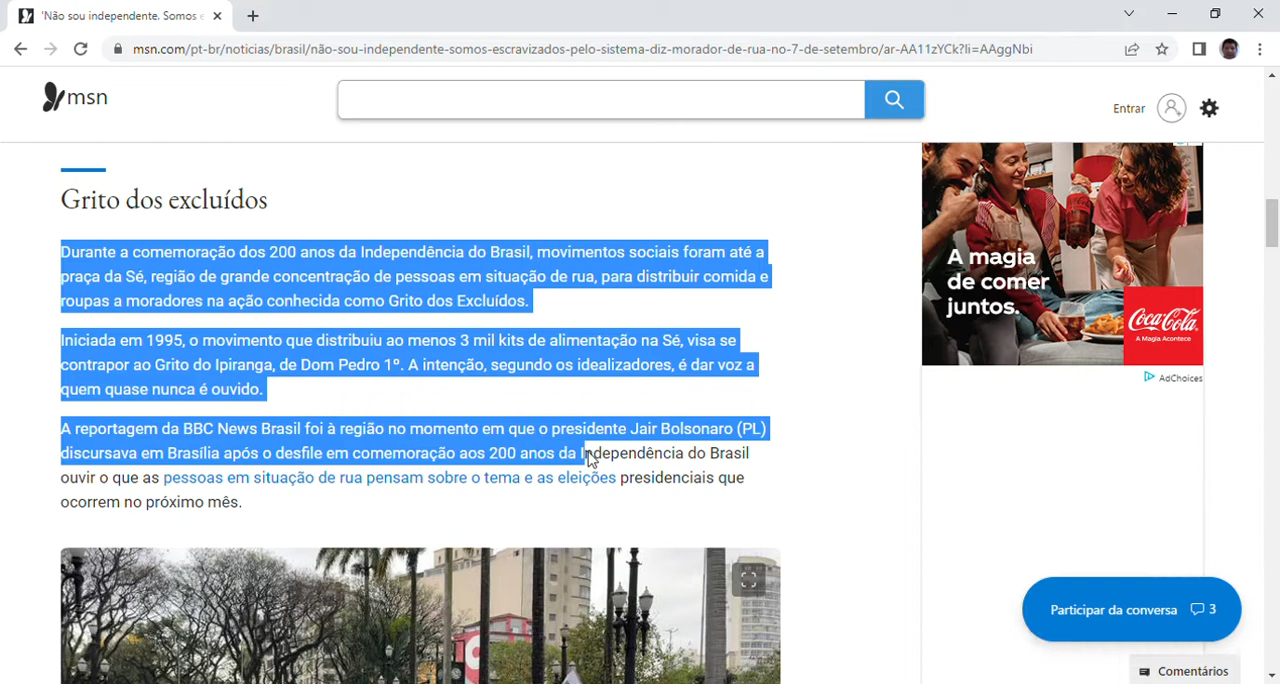 'Não sou independente. Somos e
msn.com/pt-br/noticias/brasil/não-sou-independente-somos-escravizados-pelo-sistema-diz-morador-de-rua-no-7-de-setembro/ar-AA11zYCk?li=AAggNbi
msn
Entrar
Grito dos excluídos
Durante a comemoração dos 200 anos da Independência do Brasil, movimentos sociais foram até a
praça da Sé, região de grande concentração de pessoas em situação de rua, para distribuir comida e
roupas a moradores na ação conhecida como Grito dos Excluídos.
Iniciada em 1995, o movimento que distribuiu ao menos 3 mil kits de alimentação na Sé, visa se
contrapor ao Grito do Ipiranga, de Dom Pedro 1º. A intenção, segundo os idealizadores, é dar voz a
quem quase nunca é ouvido.
A reportagem da BBC News Brasil foi à região no momento em que o presidente Jair Bolsonaro (PL)
discursava em Brasília após o desfile em comemoração aos 200 anos da Independência do Brasil
ouvir o que as pessoas em situação de rua pensam sobre o tema e as eleições presidenciais que
ocorrem no próximo mês.
A magia
de comer
juntos.
Coca-Cola
A Magia Acontece
AdChoices
Participar da conversa 3
Comentários